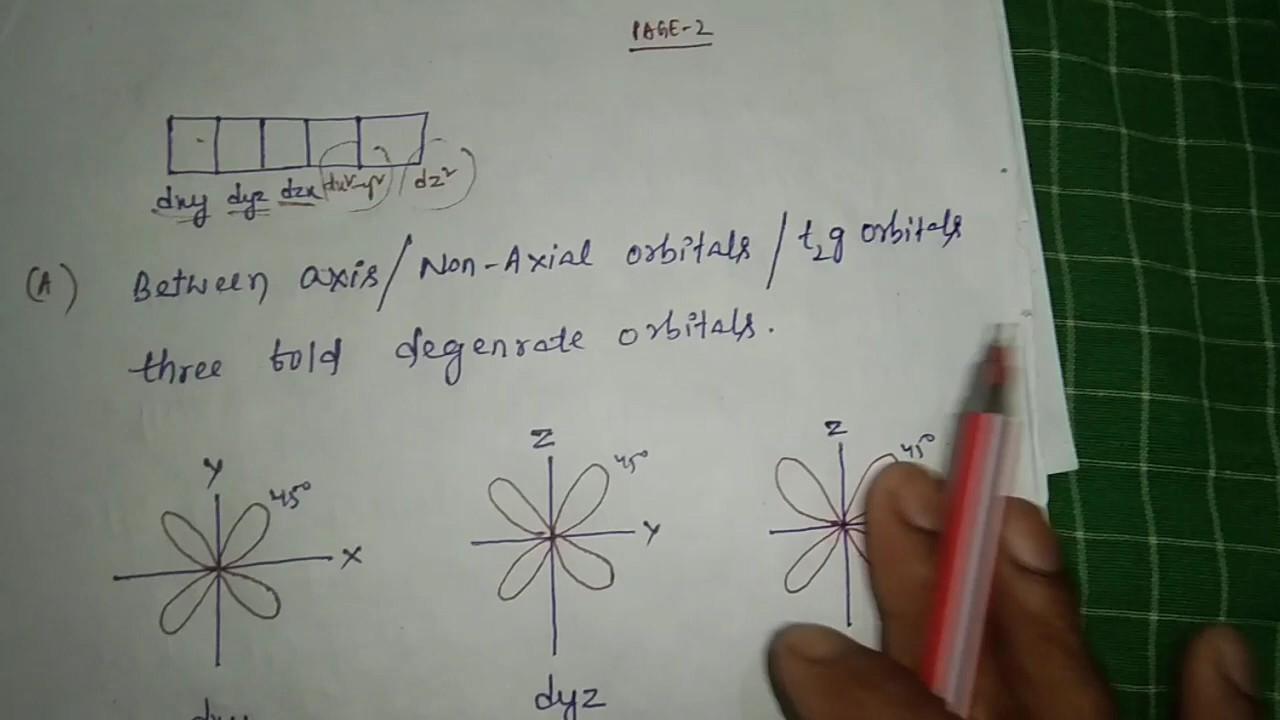 PAGE-2
dxy dyz dzx dx²-y² dz²
(A) Between axis/Non-Axial orbitals/t₂g orbitals
three fold degenrate orbitals.
Y 45° X
Z 45° Y
Z 45°
dxy dyz